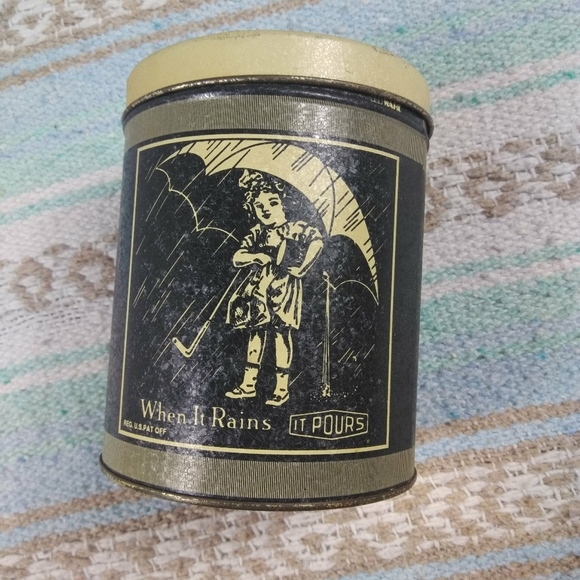 When It Rains IT POURS
REG. U.S. PAT OFF